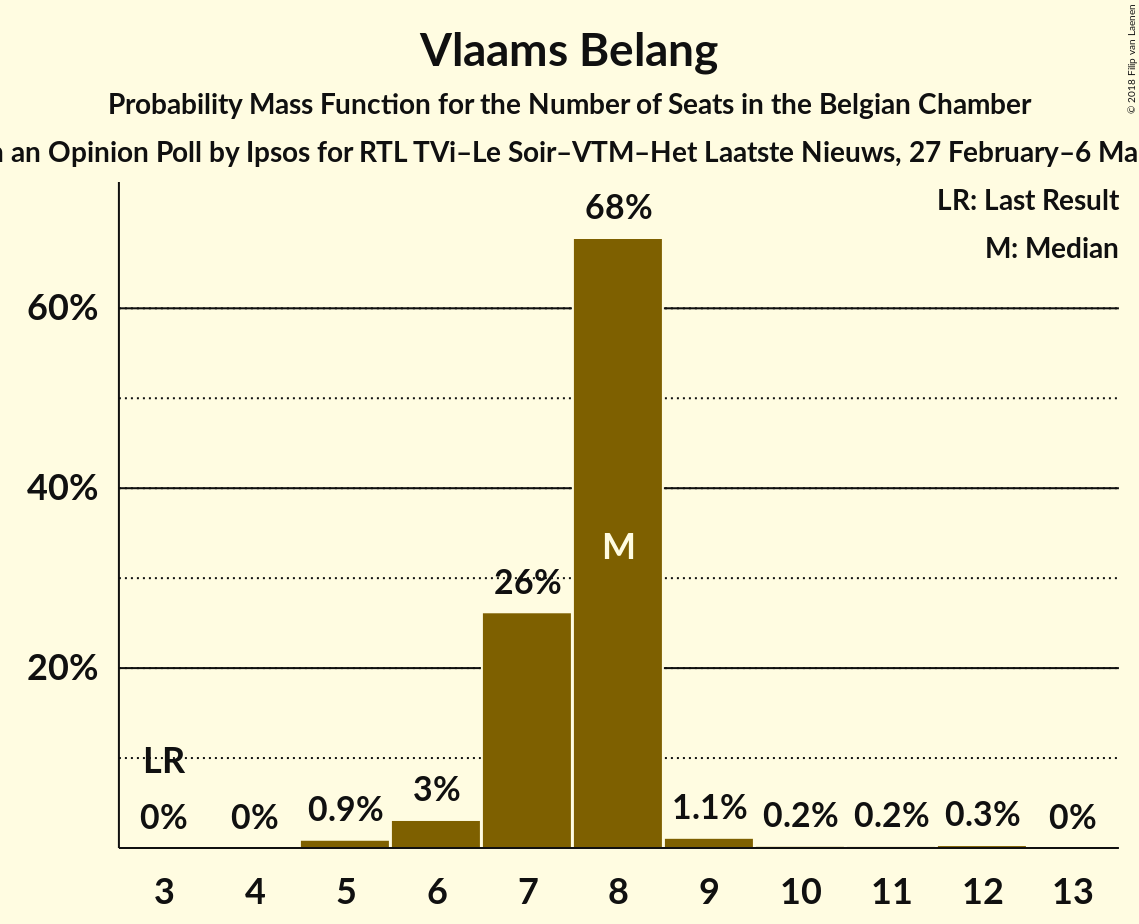 Vlaams Belang
Probability Mass Function for the Number of Seats in the Belgian Chamber
an Opinion Poll by Ipsos for RTL TVi–Le Soir–VTM–Het Laatste Nieuws, 27 February–6 Ma
© 2018 Filip van Laenen
LR: Last Result
M: Median
68%
60%
M
40%
26%
20%
LR
0% 0% 0.9% 3% 1.1% 0.2% 0.2% 0.3% 0%
3 4 5 6 7 8 9 10 11 12 13